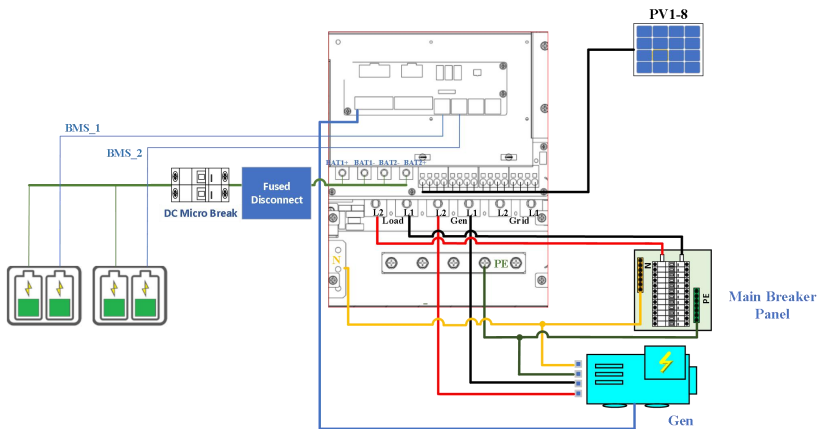 PV1-8
BMS_1
BMS_2
BAT1+ BAT1- BAT2- BAT2+
DC Micro Break
Fused
Disconnect
L2 L1 L2 L1 L2 L1
Load Gen Grid
N
PE
N
PE
Main Breaker
Panel
Gen